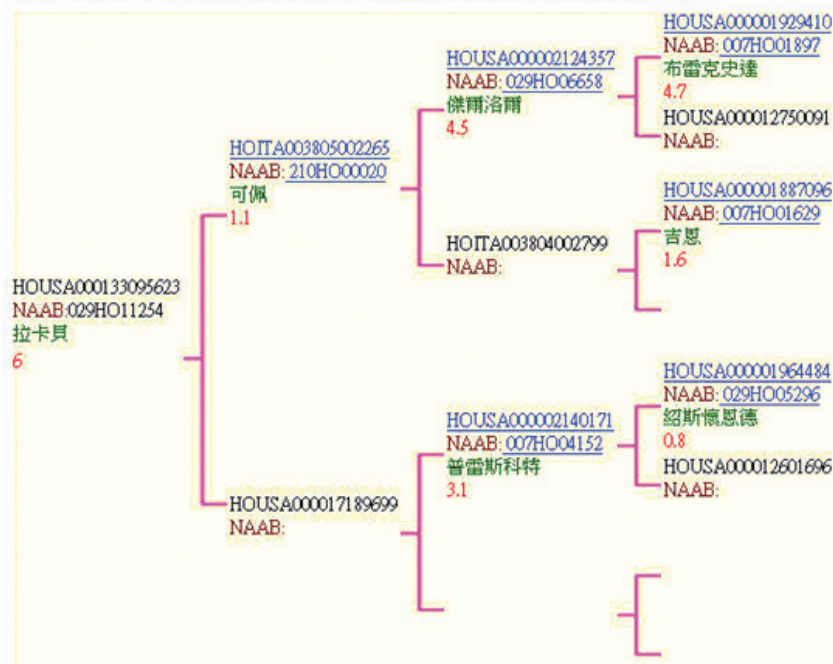 HOUSA000133095623
NAAB:029HO11254
拉卡貝
6
HOITA003805002265
NAAB: 210HO00020
可佩
1.1
HOUSA000017189699
NAAB:
HOUSA000002124357
NAAB: 029HO06658
傑爾洛爾
4.5
HOITA003804002799
NAAB:
HOUSA000002140171
NAAB: 007HO04152
普雷斯科特
3.1
HOUSA000001929410
NAAB: 007HO01897
布雷克史達
4.7
HOUSA000012750091
NAAB:
HOUSA000001887096
NAAB: 007HO01629
吉恩
1.6
HOUSA000001964484
NAAB: 029HO05296
紹斯懷恩德
0.8
HOUSA000012601696
NAAB: